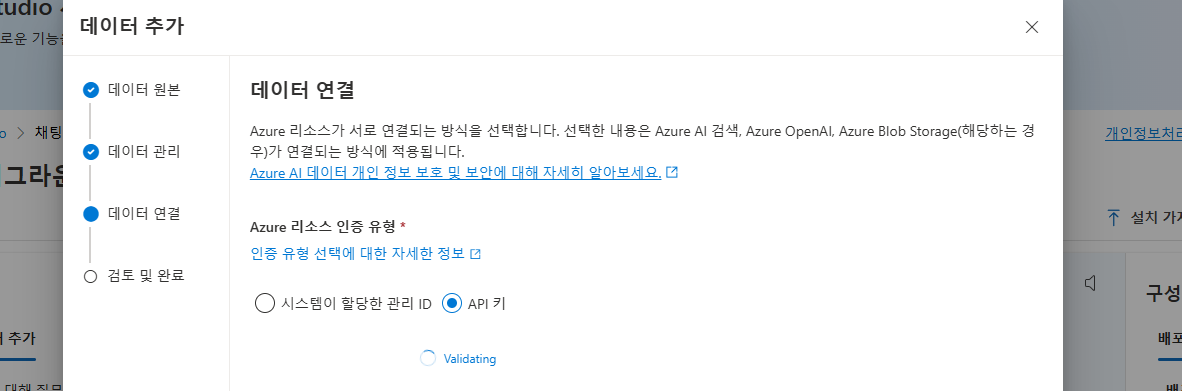 데이터 추가
데이터 원본
데이터 관리
데이터 연결
검토 및 완료
데이터 연결
Azure 리소스가 서로 연결되는 방식을 선택합니다. 선택한 내용은 Azure AI 검색, Azure OpenAI, Azure Blob Storage(해당하는 경
우)가 연결되는 방식에 적용됩니다.
Azure AI 데이터 개인 정보 보호 및 보안에 대해 자세히 알아보세요.
Azure 리소스 인증 유형 *
인증 유형 선택에 대한 자세한 정보
시스템이 할당한 관리 ID
API 키
Validating
채팅
그라운
추가
개인정보처리
설치 가
구성
배포